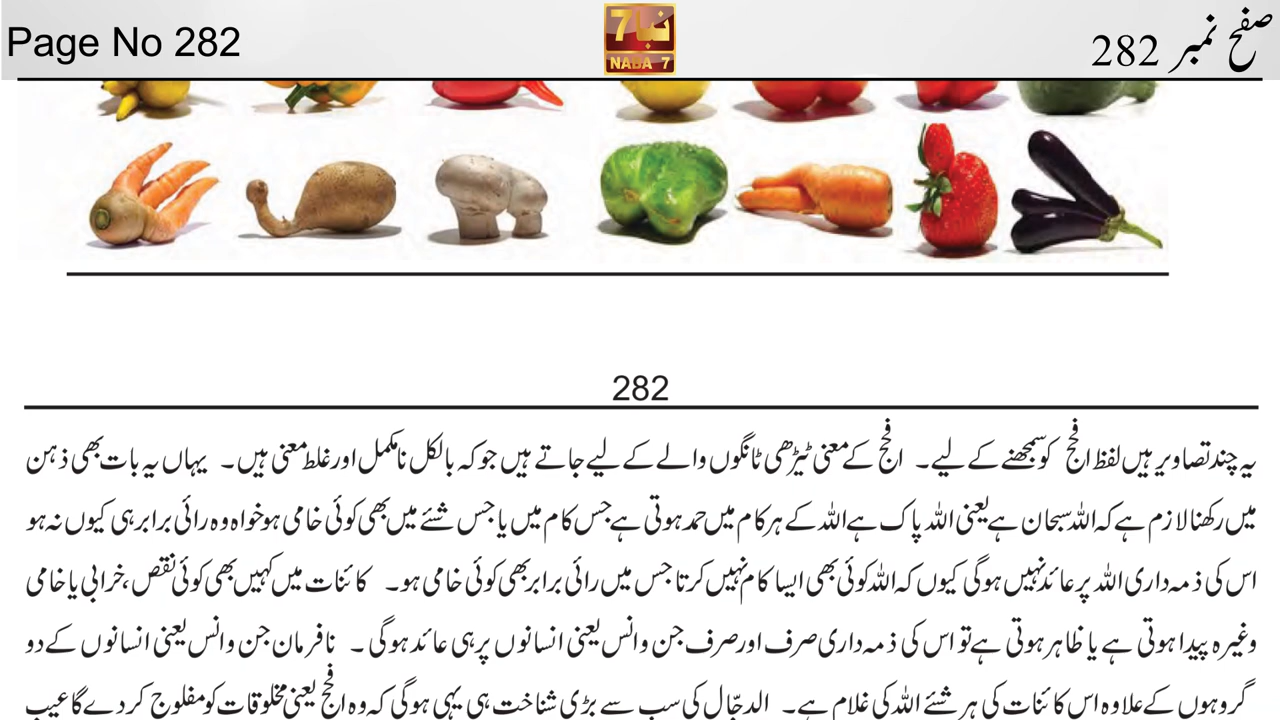 Page No 282
نبا 7
NABA 7
صفح نمبر 282
282
یہ چند تصاویر ہیں لفظ افحج کو سمجھنے کے لیے۔ افحج کے معنی ٹیڑھی ٹانگوں والے کے لیے جاتے ہیں جو کہ بالکل نامکمل اور غلط معنی ہیں۔ یہاں یہ بات بھی ذہن
میں رکھنا لازم ہے کہ اللہ سبحان ہے یعنی اللہ پاک ہے اللہ کے ہر کام میں حمد ہوتی ہے جس کام میں یا جس شئے میں بھی کوئی خامی ہو خواہ وہ رائی برابر ہی کیوں نہ ہو
اس کی ذمہ داری اللہ پر عائد نہیں ہوگی کیوں کہ اللہ کوئی بھی ایسا کام نہیں کرتا جس میں رائی برابر بھی کوئی خامی ہو۔ کائنات میں کہیں بھی کوئی نقص، خرابی یا خامی
وغیرہ پیدا ہوتی ہے یا ظاہر ہوتی ہے تو اس کی ذمہ داری صرف اور صرف جن و انس یعنی انسانوں پر ہی عائد ہوگی۔ نافرمان جن و انس یعنی انسانوں کے دو
گروہوں کے علاوہ اس کائنات کی ہر شئے اللہ کی غلام ہے۔ الدجّال کی سب سے بڑی شناخت ہی یہی ہوگی کہ وہ افحج یعنی مخلوقات کو مفلوج کر دے گا عیب